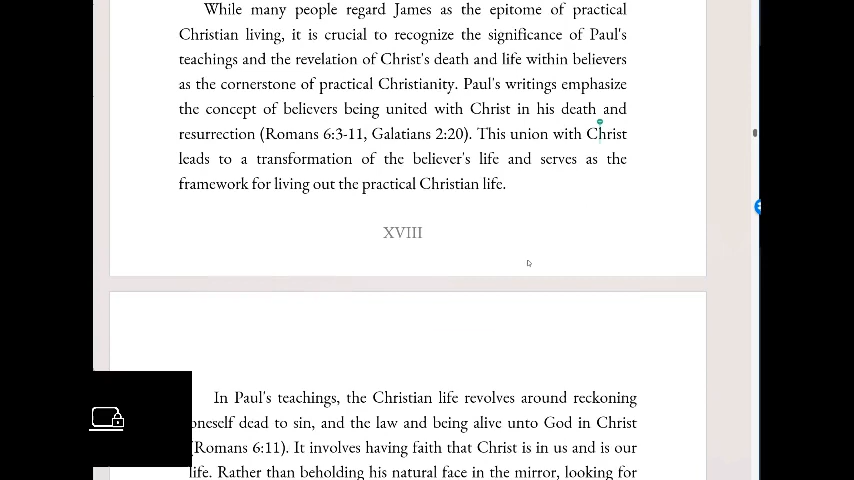 While many people regard James as the epitome of practical
Christian living, it is crucial to recognize the significance of Paul's
teachings and the revelation of Christ's death and life within believers
as the cornerstone of practical Christianity. Paul's writings emphasize
the concept of believers being united with Christ in his death and
resurrection (Romans 6:3-11, Galatians 2:20). This union with Christ
leads to a transformation of the believer's life and serves as the
framework for living out the practical Christian life.
XVIII
In Paul's teachings, the Christian life revolves around reckoning
oneself dead to sin, and the law and being alive unto God in Christ
(Romans 6:11). It involves having faith that Christ is in us and is our
life. Rather than beholding his natural face in the mirror, looking for